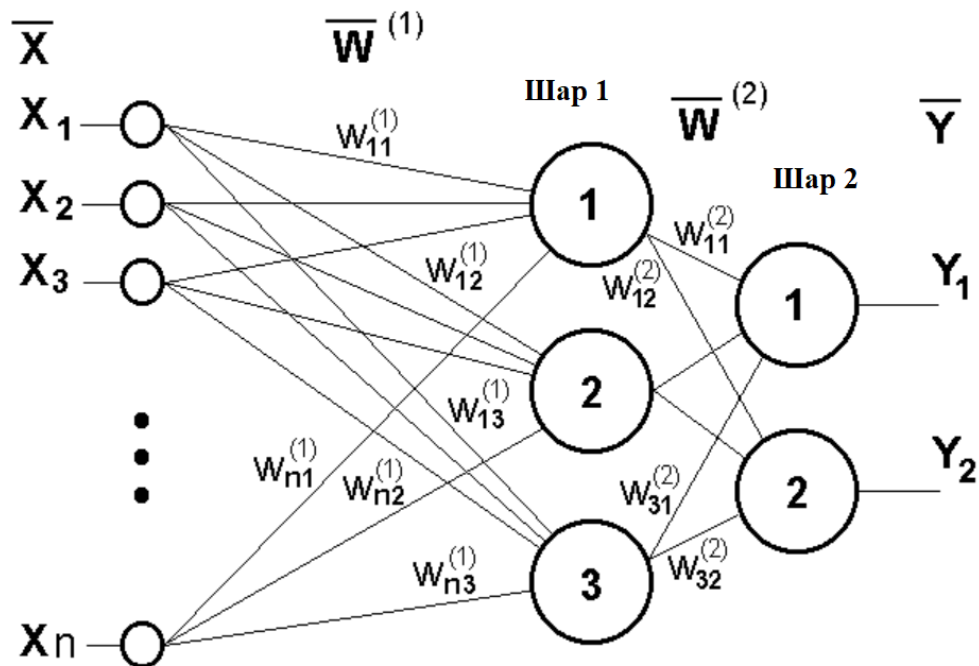 X̅
W̅⁽¹⁾
Шар 1
W̅⁽²⁾
Y̅
Шар 2
X₁
X₂
X₃
Xn
W₁₁⁽¹⁾
W₁₂⁽¹⁾
W₁₃⁽¹⁾
Wn₁⁽¹⁾
Wn₂⁽¹⁾
Wn₃⁽¹⁾
1
2
3
W₁₁⁽²⁾
W₁₂⁽²⁾
W₃₁⁽²⁾
W₃₂⁽²⁾
1
2
Y₁
Y₂